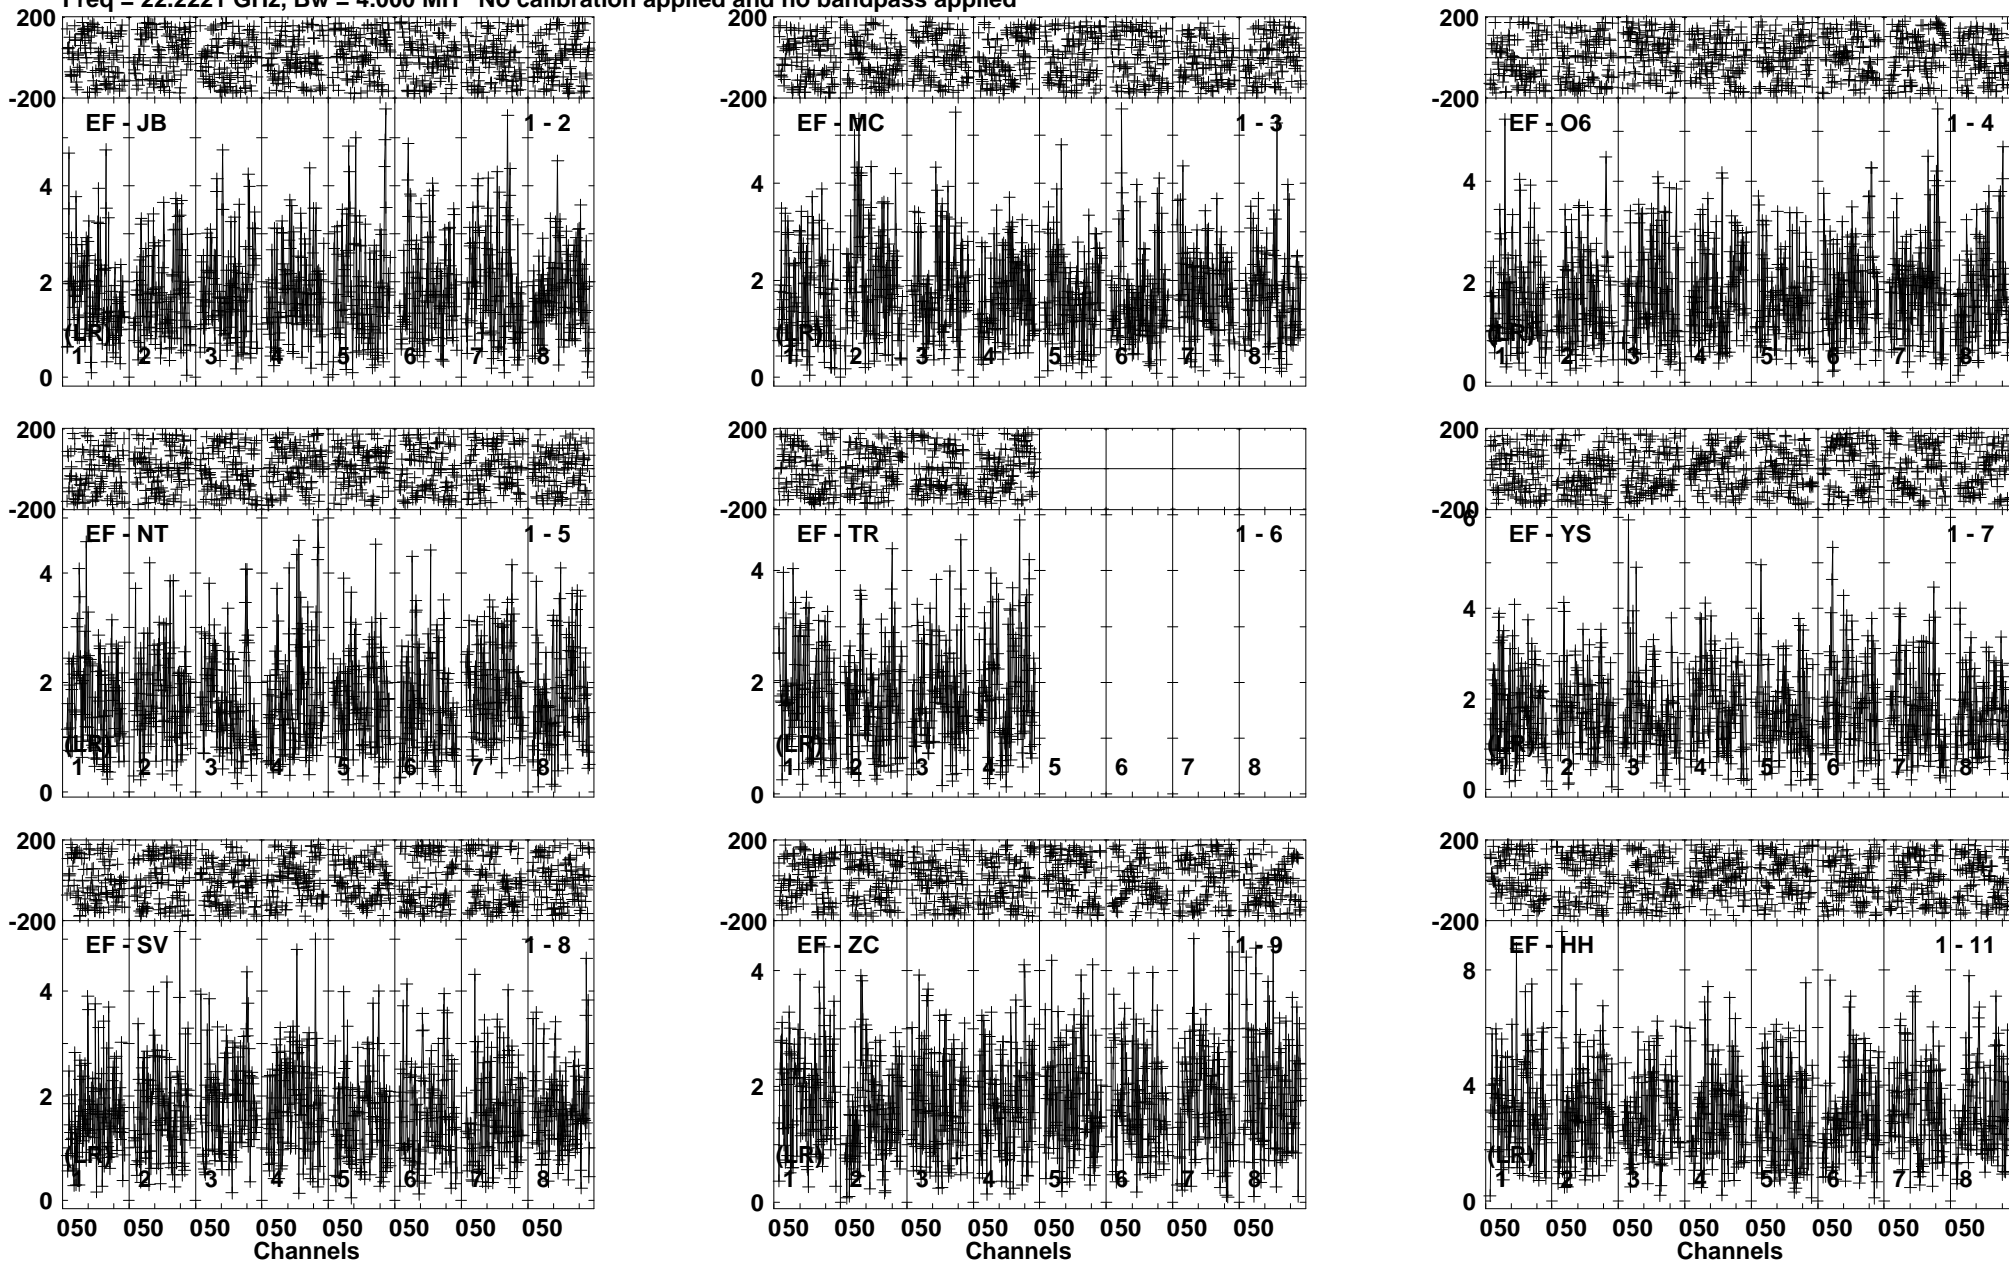 Freq = 22.2221 GHz, Bw = 4.000 MH No calibration applied and no bandpass applied
200 200 200
-200 -200 -200
EF - JB 1 - 2 EF - MC 1 - 3 EF - O6 1 - 4
4 4 4
2 2 2
(LR) (LR) (LR)
1 2 3 4 5 6 7 8 1 2 3 4 5 6 7 8 1 2 3 4 5 6 7 8
0 0 0
200 200 200
-200 -200 -200
6
EF - NT 1 - 5 EF - TR 1 - 6 EF - YS 1 - 7
4 4 4
2 2 2
(LR) (LR) (LR)
1 2 3 4 5 6 7 8 1 2 3 4 5 6 7 8 1 2 3 4 5 6 7 8
0 0 0
200 200 200
-200 -200 -200
EF - SV 1 - 8 EF - ZC 1 - 9 EF - HH 1 - 11
4 4 8
2 2 4
(LR) (LR) (LR)
1 2 3 4 5 6 7 8 1 2 3 4 5 6 7 8 1 2 3 4 5 6 7 8
0 0 0
050 050 050 050 050 050 050 050 050 050 050 050 050 050 050 050 050 050 050 050 050 050 050 050
Channels Channels Channels